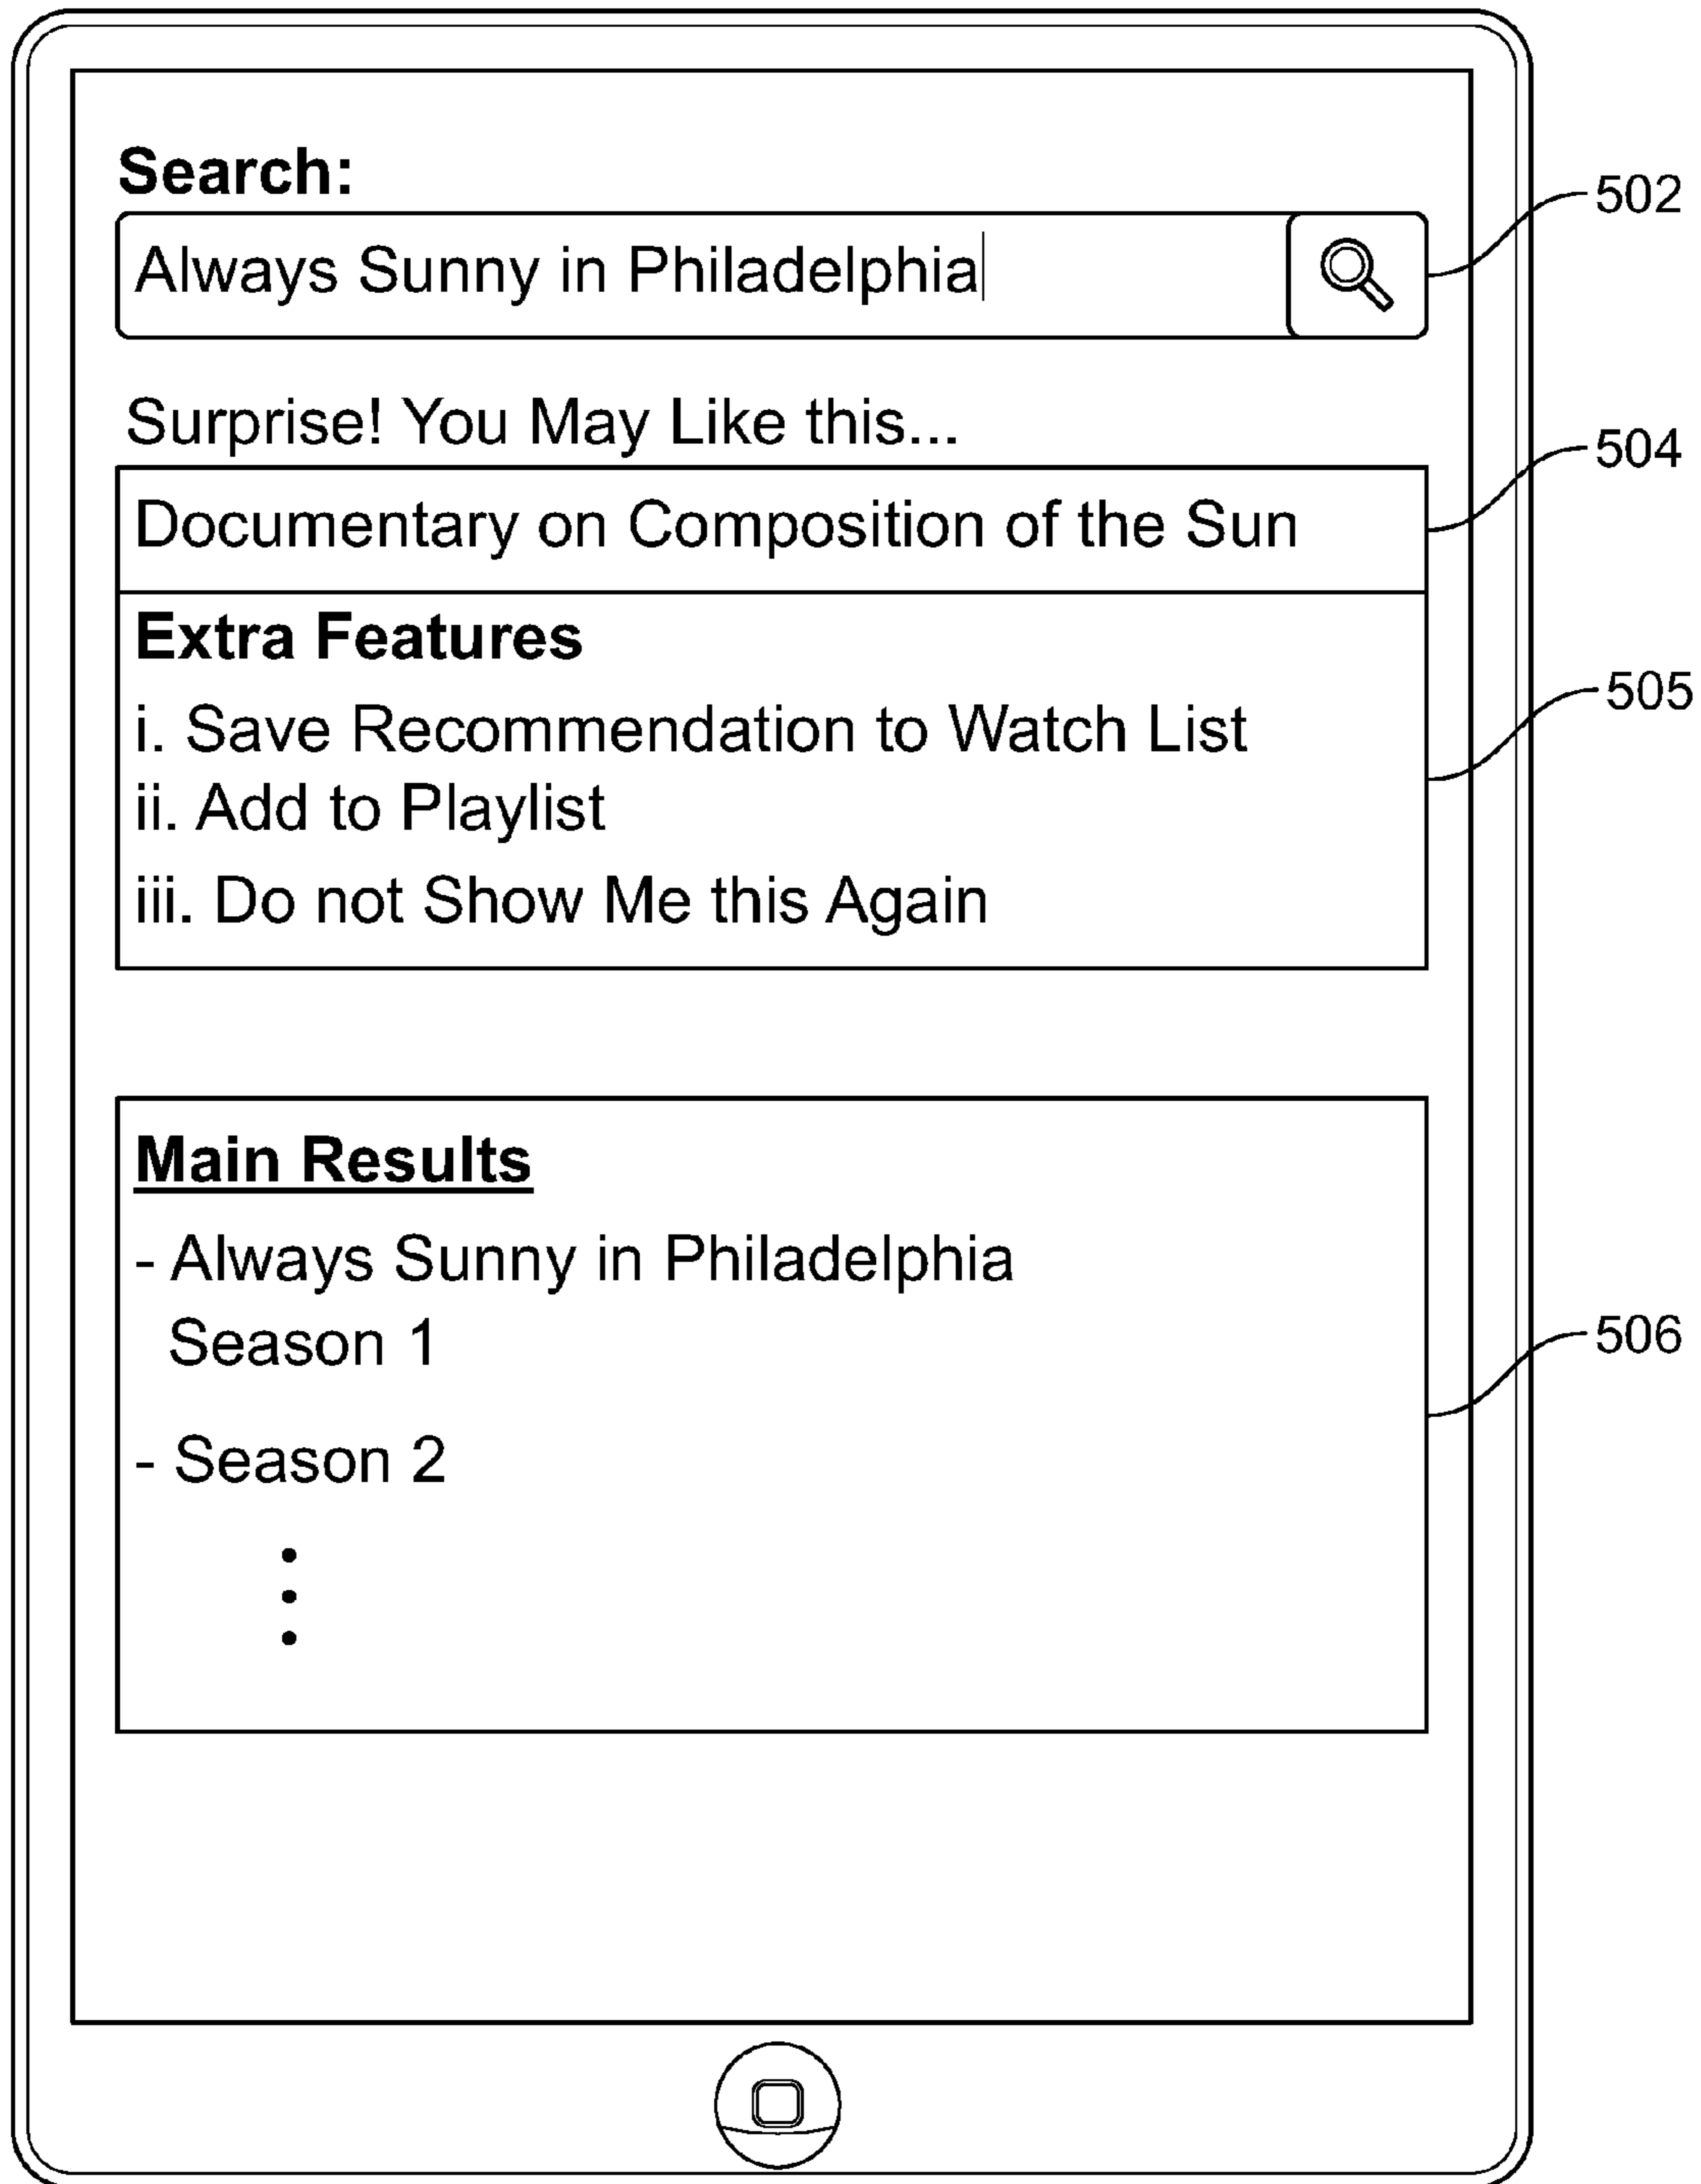 Search:
502
Always Sunny in Philadelphia
Surprise! You May Like this...
504
Documentary on Composition of the Sun
Extra Features
505
i. Save Recommendation to Watch List
ii. Add to Playlist
iii. Do not Show Me this Again
Main Results
- Always Sunny in Philadelphia
Season 1
506
- Season 2